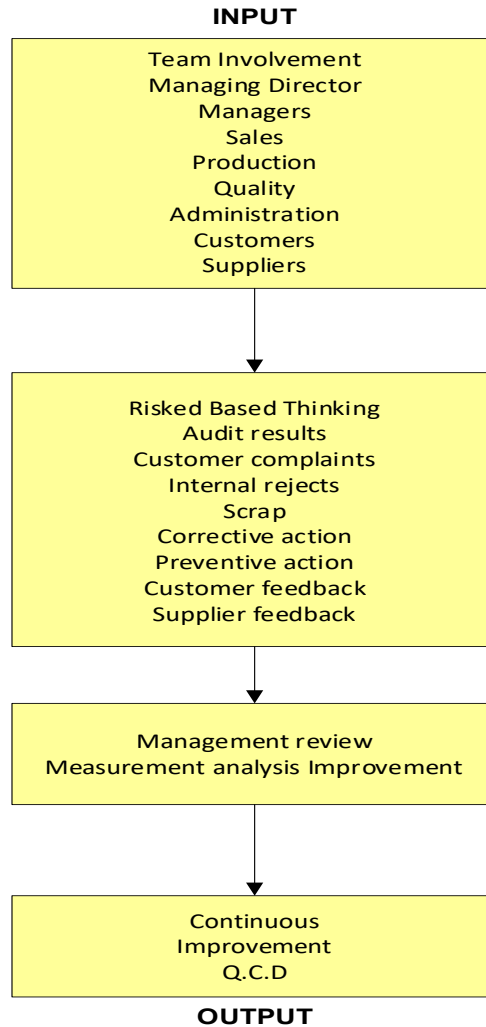 INPUT
Team Involvement
Managing Director
Managers
Sales
Production
Quality
Administration
Customers
Suppliers
Risked Based Thinking
Audit results
Customer complaints
Internal rejects
Scrap
Corrective action
Preventive action
Customer feedback
Supplier feedback
Management review
Measurement analysis Improvement
Continuous
Improvement
Q.C.D
OUTPUT